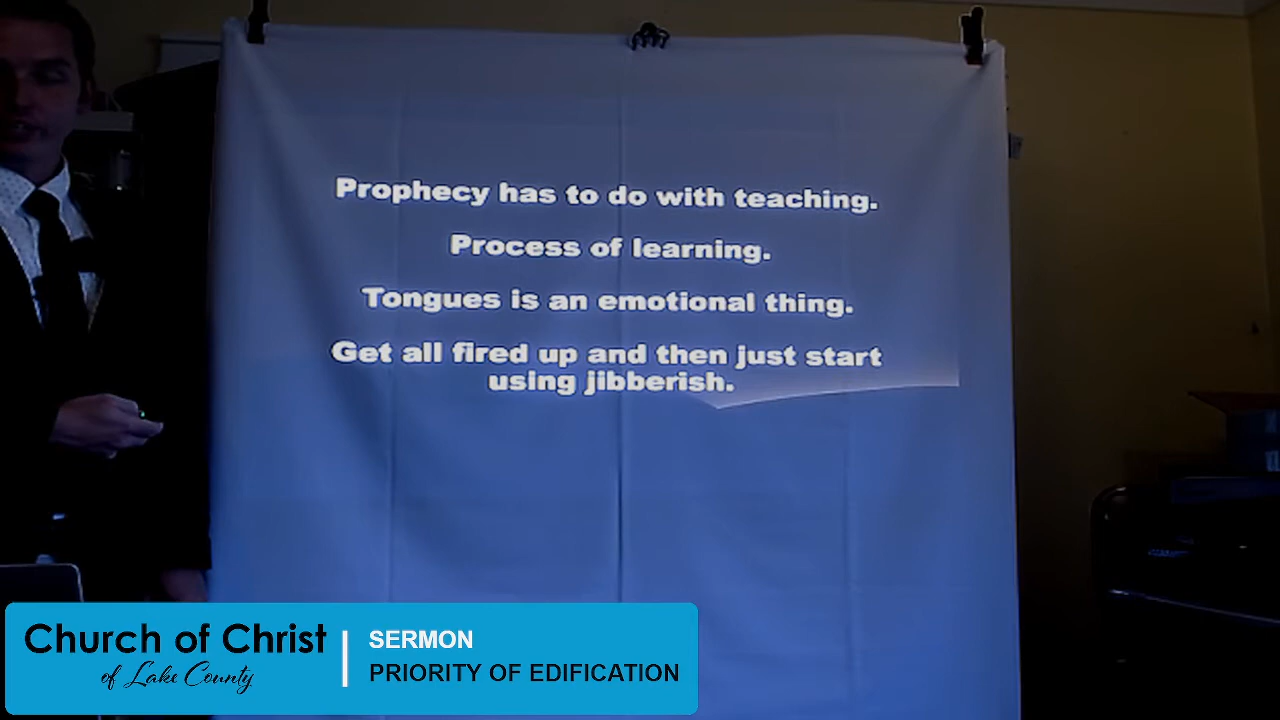 Prophecy has to do with teaching.
Process of learning.
Tongues is an emotional thing.
Get all fired up and then just start
using jibberish.
Church of Christ
of Lake County
SERMON
PRIORITY OF EDIFICATION